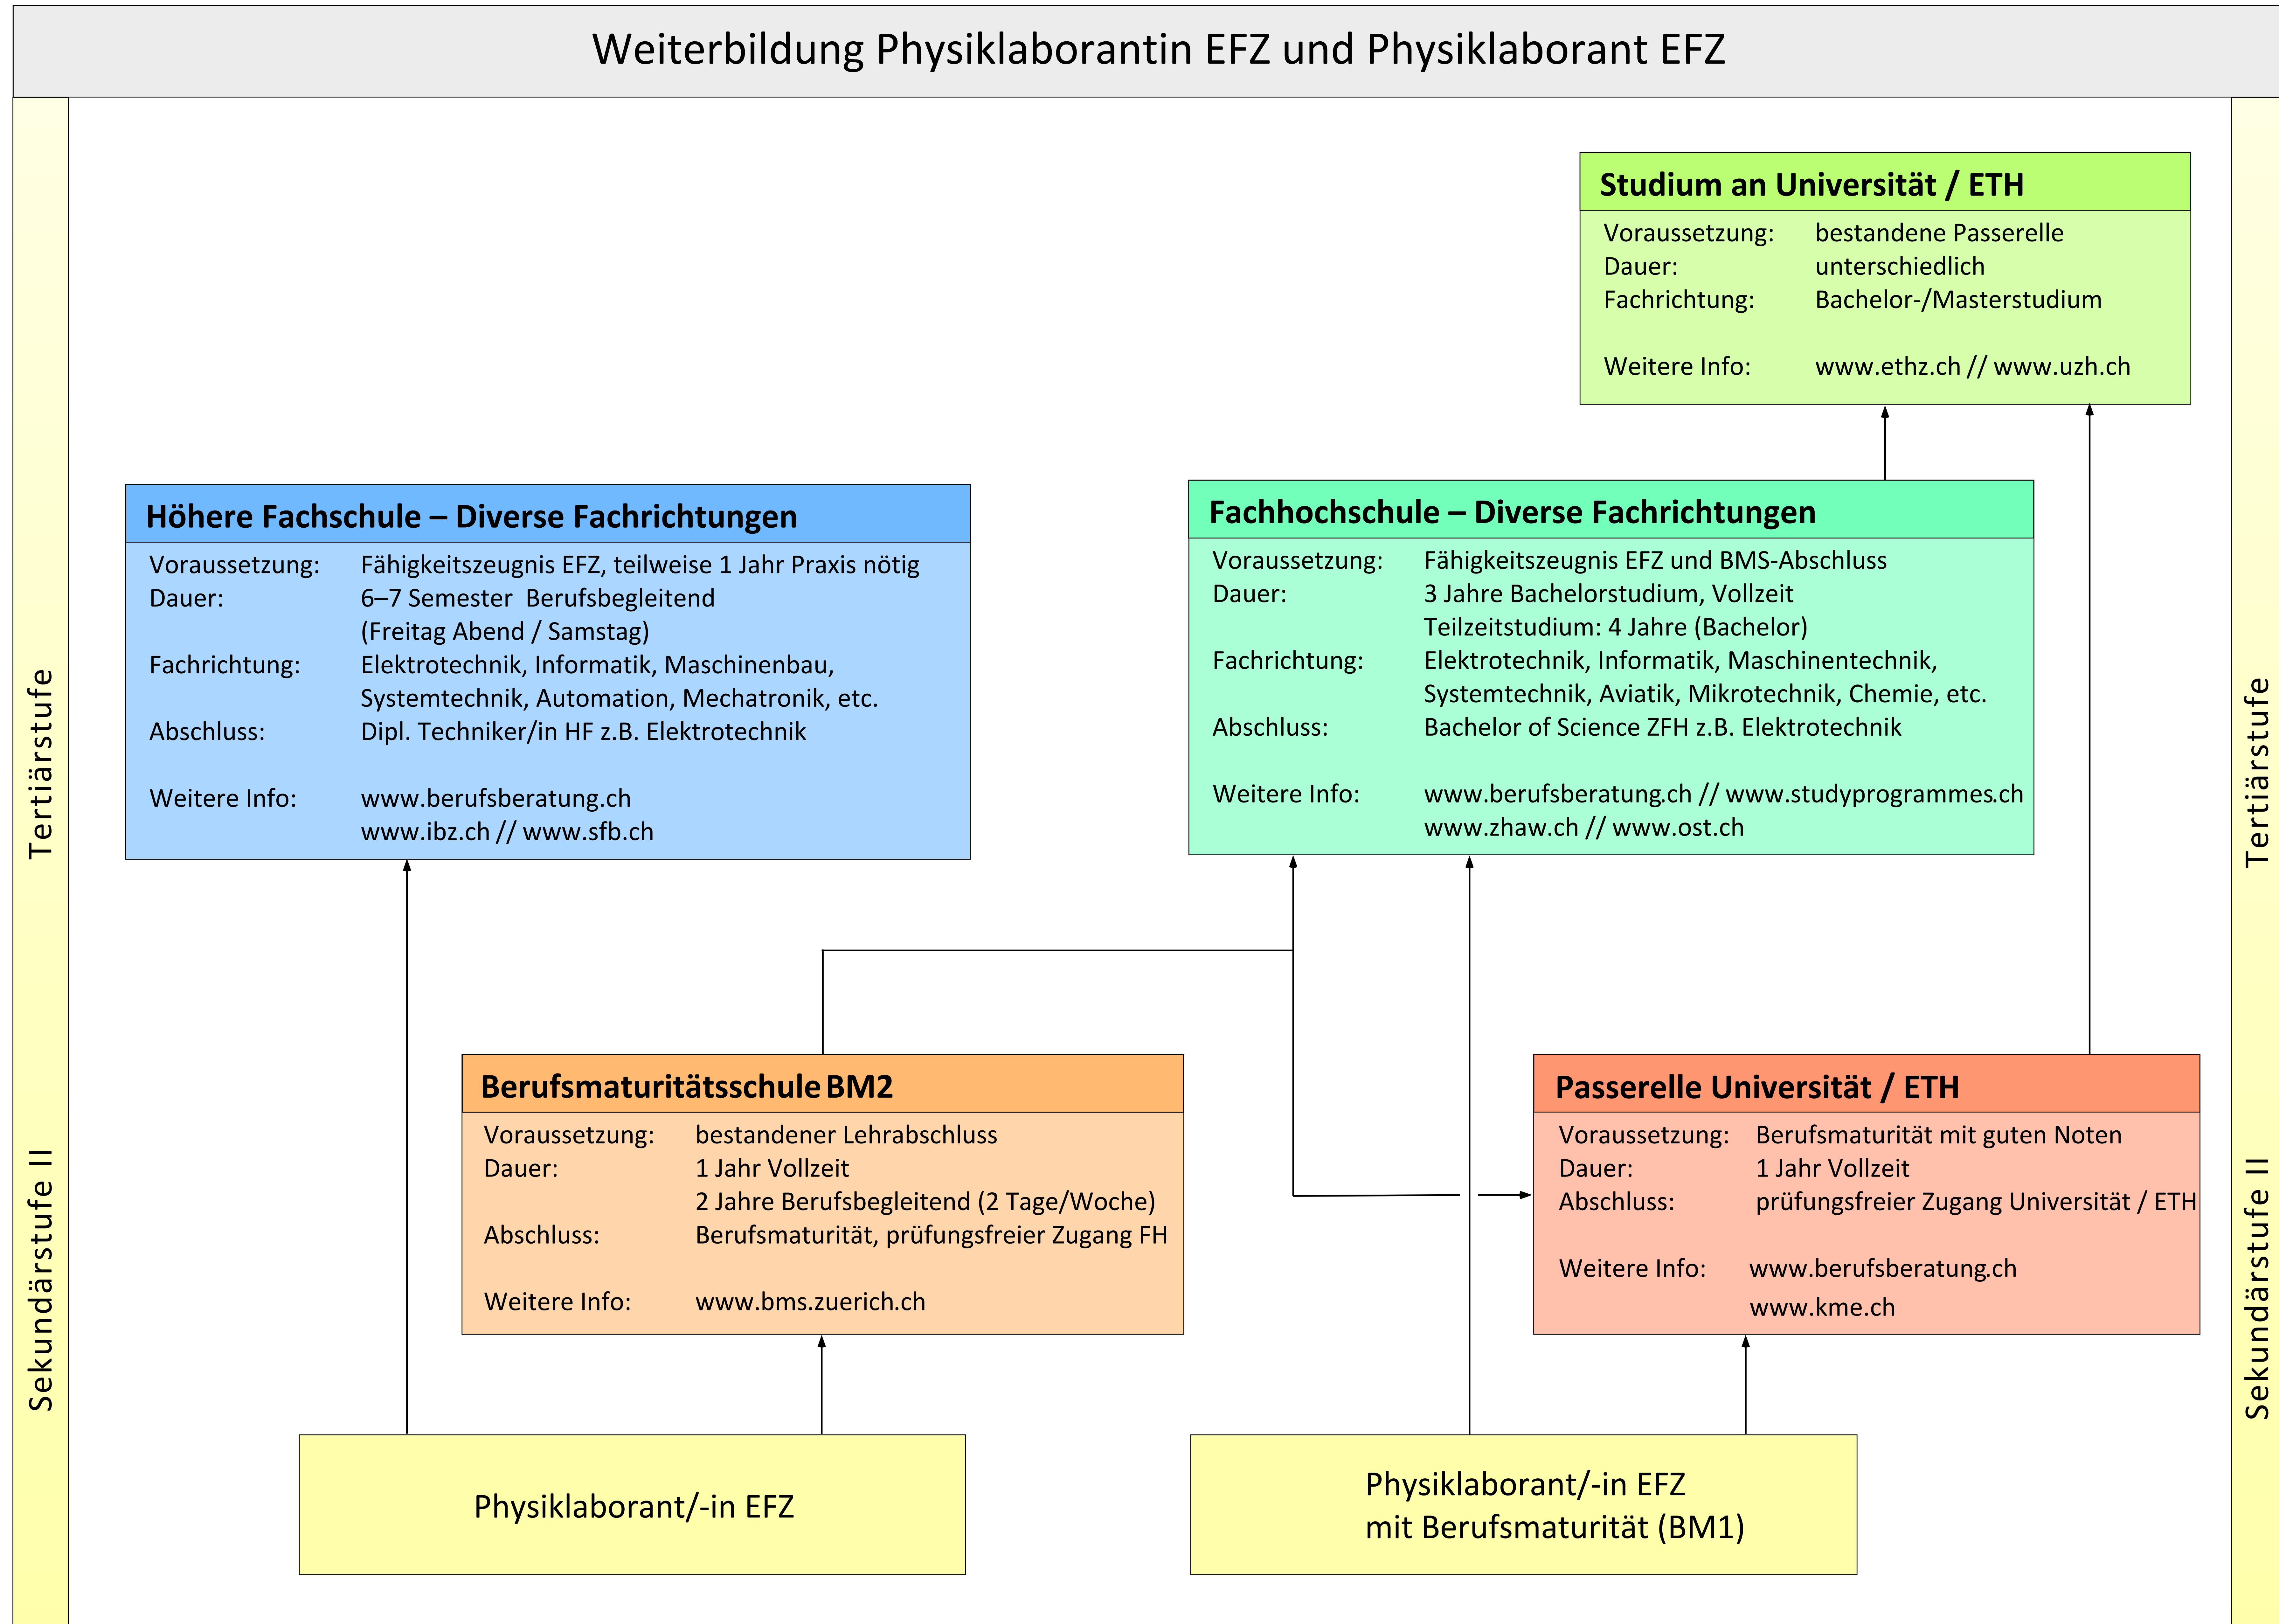 Weiterbildung Physiklaborantin EFZ und Physiklaborant EFZ
Tertiärstufe
Sekundärstufe II
Studium an Universität / ETH
Voraussetzung: bestandene Passerelle
Dauer: unterschiedlich
Fachrichtung: Bachelor-/Masterstudium
Weitere Info: www.ethz.ch // www.uzh.ch
Höhere Fachschule – Diverse Fachrichtungen
Voraussetzung: Fähigkeitszeugnis EFZ, teilweise 1 Jahr Praxis nötig
Dauer: 6–7 Semester Berufsbegleitend
(Freitag Abend / Samstag)
Fachrichtung: Elektrotechnik, Informatik, Maschinenbau,
Systemtechnik, Automation, Mechatronik, etc.
Abschluss: Dipl. Techniker/in HF z.B. Elektrotechnik
Weitere Info: www.berufsberatung.ch
www.ibz.ch // www.sfb.ch
Fachhochschule – Diverse Fachrichtungen
Voraussetzung: Fähigkeitszeugnis EFZ und BMS-Abschluss
Dauer: 3 Jahre Bachelorstudium, Vollzeit
Teilzeitstudium: 4 Jahre (Bachelor)
Fachrichtung: Elektrotechnik, Informatik, Maschinentechnik,
Systemtechnik, Aviatik, Mikrotechnik, Chemie, etc.
Abschluss: Bachelor of Science ZFH z.B. Elektrotechnik
Weitere Info: www.berufsberatung.ch // www.studyprogrammes.ch
www.zhaw.ch // www.ost.ch
Berufsmaturitätsschule BM2
Voraussetzung: bestandener Lehrabschluss
Dauer: 1 Jahr Vollzeit
2 Jahre Berufsbegleitend (2 Tage/Woche)
Abschluss: Berufsmaturität, prüfungsfreier Zugang FH
Weitere Info: www.bms.zuerich.ch
Passerelle Universität / ETH
Voraussetzung: Berufsmaturität mit guten Noten
Dauer: 1 Jahr Vollzeit
Abschluss: prüfungsfreier Zugang Universität / ETH
Weitere Info: www.berufsberatung.ch
www.kme.ch
Physiklaborant/-in EFZ
Physiklaborant/-in EFZ
mit Berufsmaturität (BM1)
Tertiärstufe
Sekundärstufe II